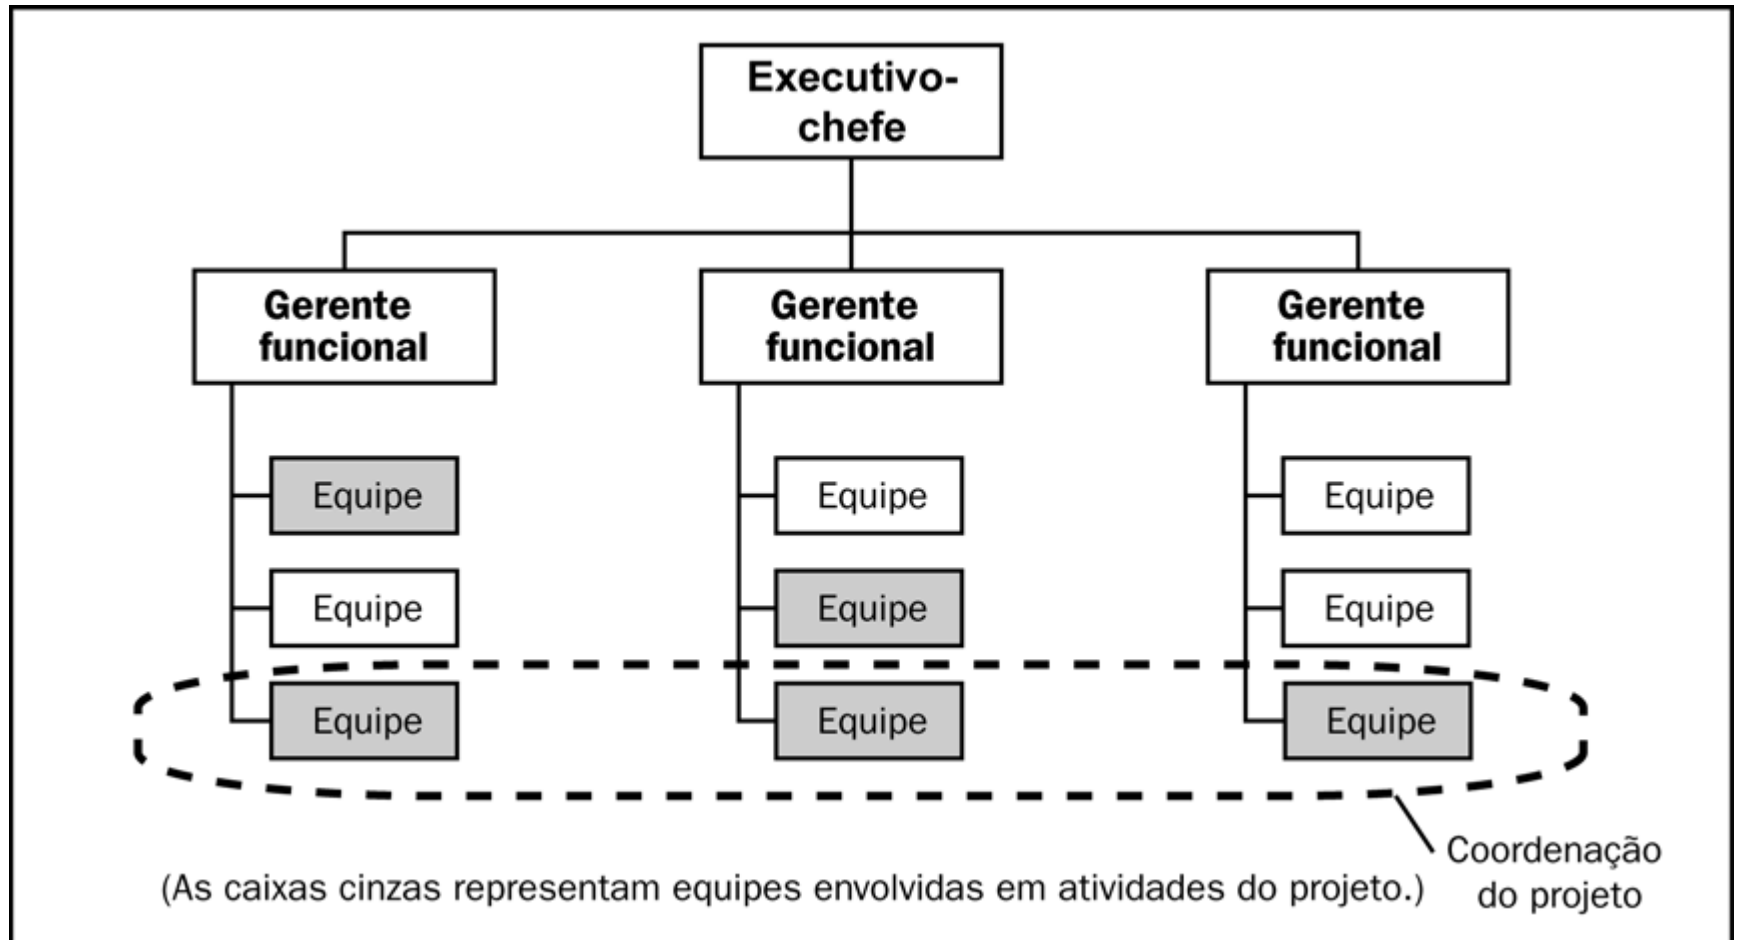 Executivo-
chefe
Gerente
funcional
Gerente
funcional
Gerente
funcional
Equipe
Equipe
Equipe
Equipe
Equipe
Equipe
Equipe
Equipe
Equipe
Coordenação
do projeto
(As caixas cinzas representam equipes envolvidas em atividades do projeto.)